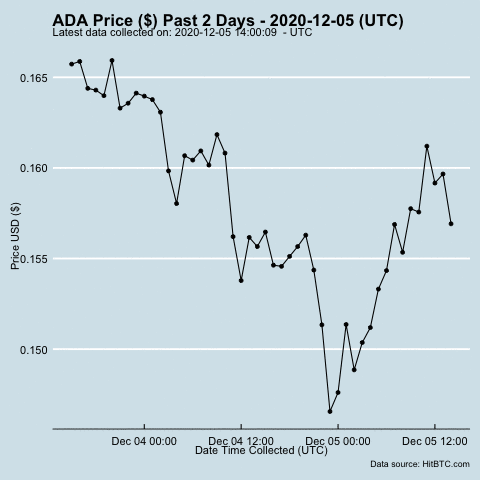 ADA Price ($) Past 2 Days - 2020-12-05 (UTC)
Latest data collected on: 2020-12-05 14:00:09  - UTC
0.165
0.160
0.155
0.150
Price USD ($)
Dec 04 00:00 Dec 04 12:00 Dec 05 00:00 Dec 05 12:00
Date Time Collected (UTC)
Data source: HitBTC.com